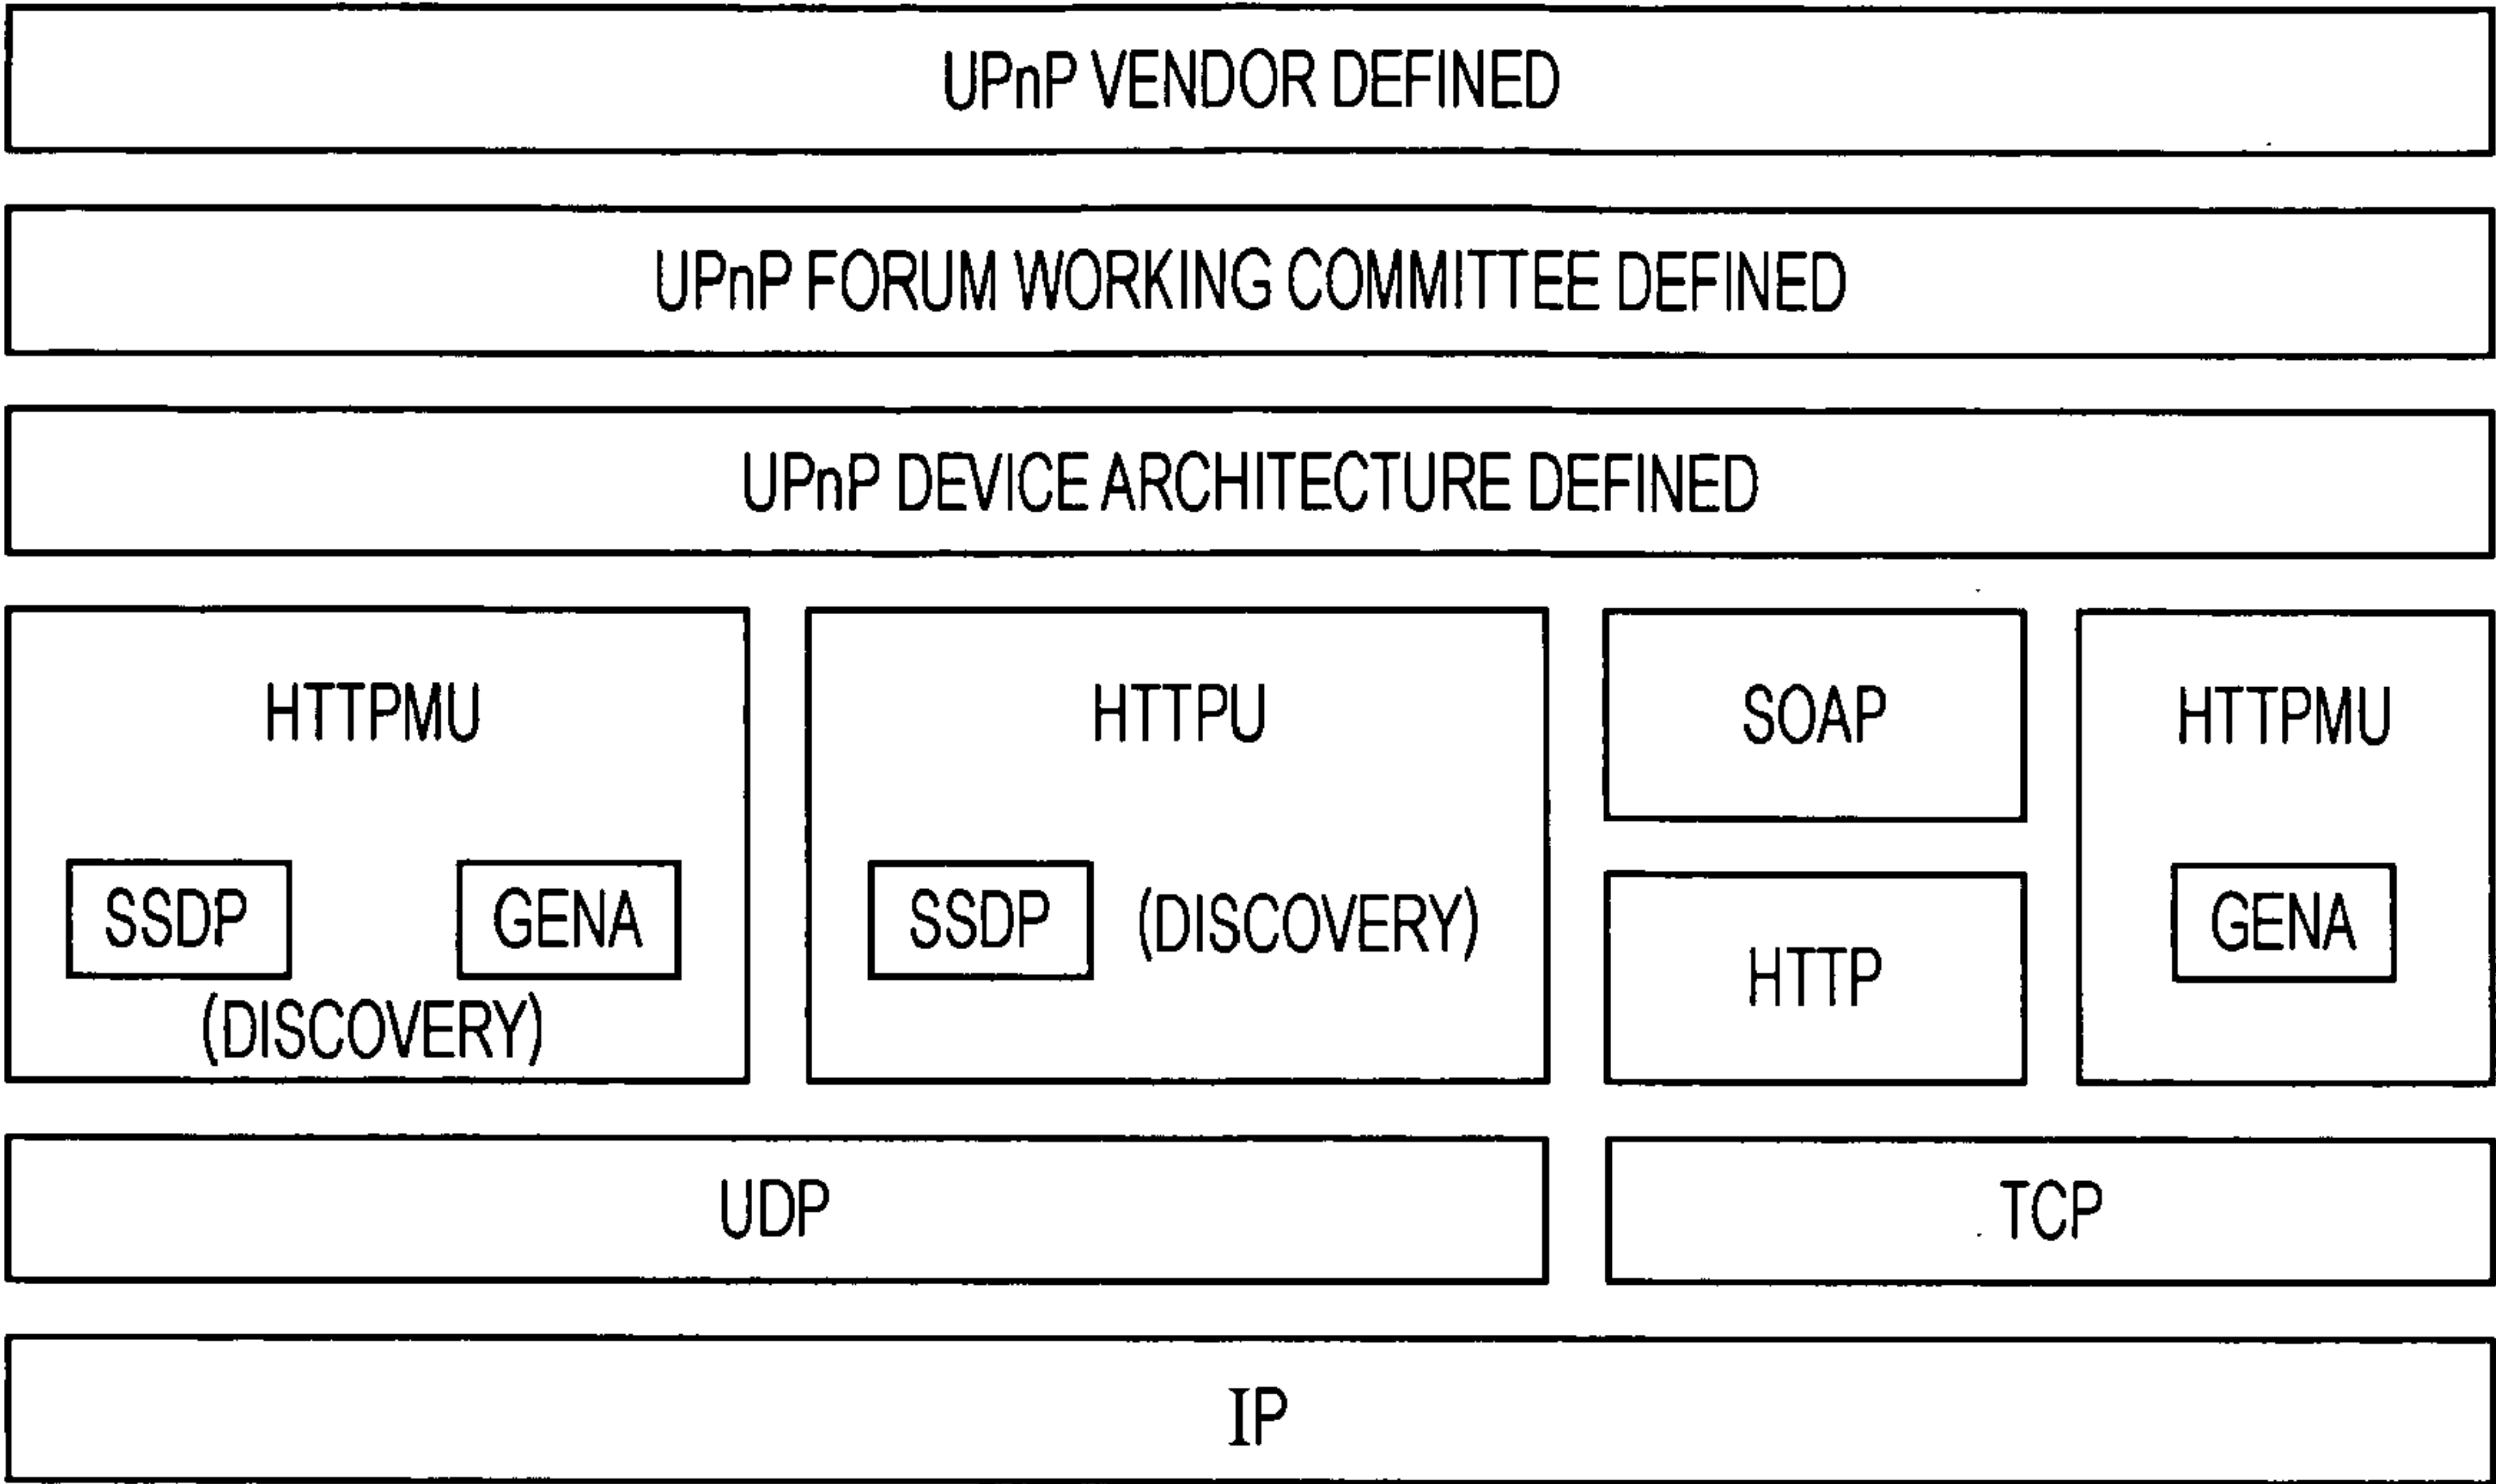 UPnP VENDOR DEFINED
UPnP FORUM WORKING COMMITTEE DEFINED
UPnP DEVICE ARCHITECTURE DEFINED
HTTPMU
SSDP
GENA
(DISCOVERY)
HTTPU
SSDP
(DISCOVERY)
SOAP
HTTP
HTTPMU
GENA
UDP
TCP
IP